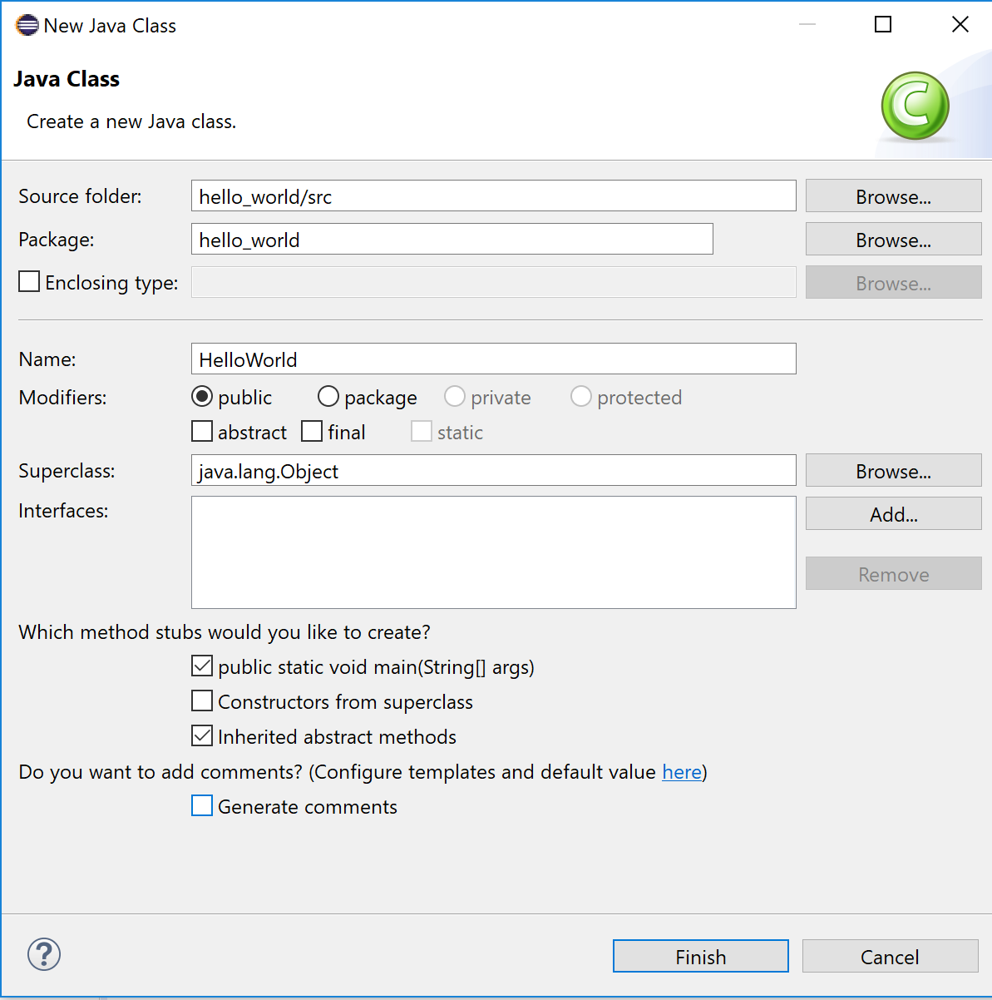 New Java Class
Java Class
Create a new Java class.
Source folder: hello_world/src Browse...
Package: hello_world Browse...
Enclosing type: Browse...
Name: HelloWorld
Modifiers: public package private protected
abstract final static
Superclass: java.lang.Object Browse...
Interfaces: Add...
Remove
Which method stubs would you like to create?
public static void main(String[] args)
Constructors from superclass
Inherited abstract methods
Do you want to add comments? (Configure templates and default value here)
Generate comments
? Finish Cancel